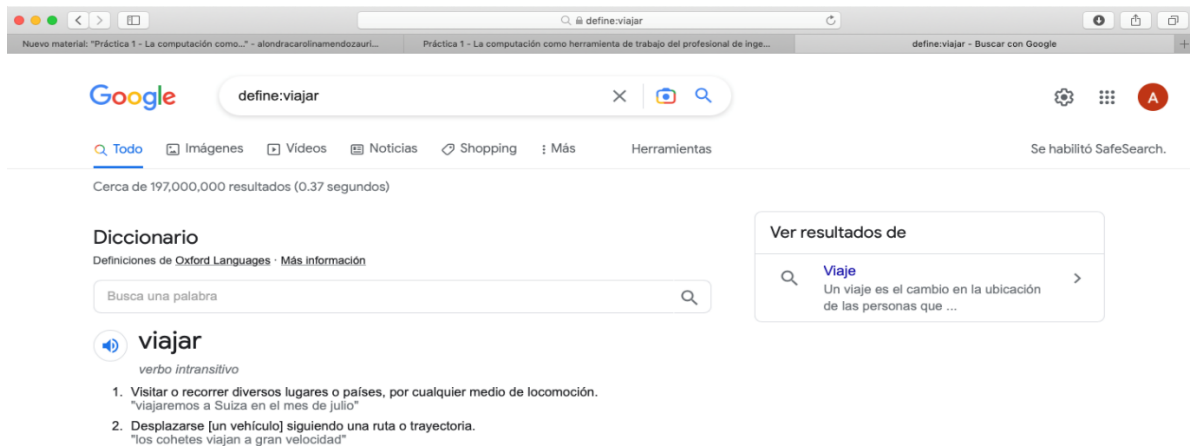 define:viajar
Nuevo material: "Práctica 1 - La computación como..." - alondracarolinamendozauri...
Práctica 1 - La computación como herramienta de trabajo del profesional de inge...
define:viajar - Buscar con Google
Google
define:viajar
A
Todo
Imágenes
Videos
Noticias
Shopping
Más
Herramientas
Se habilitó SafeSearch.
Cerca de 197,000,000 resultados (0.37 segundos)
Diccionario
Definiciones de Oxford Languages · Más información
Busca una palabra
viajar
verbo intransitivo
1. Visitar o recorrer diversos lugares o países, por cualquier medio de locomoción.
"viajaremos a Suiza en el mes de julio"
2. Desplazarse [un vehículo] siguiendo una ruta o trayectoria.
"los cohetes viajan a gran velocidad"
Ver resultados de
Viaje
Un viaje es el cambio en la ubicación
de las personas que ...